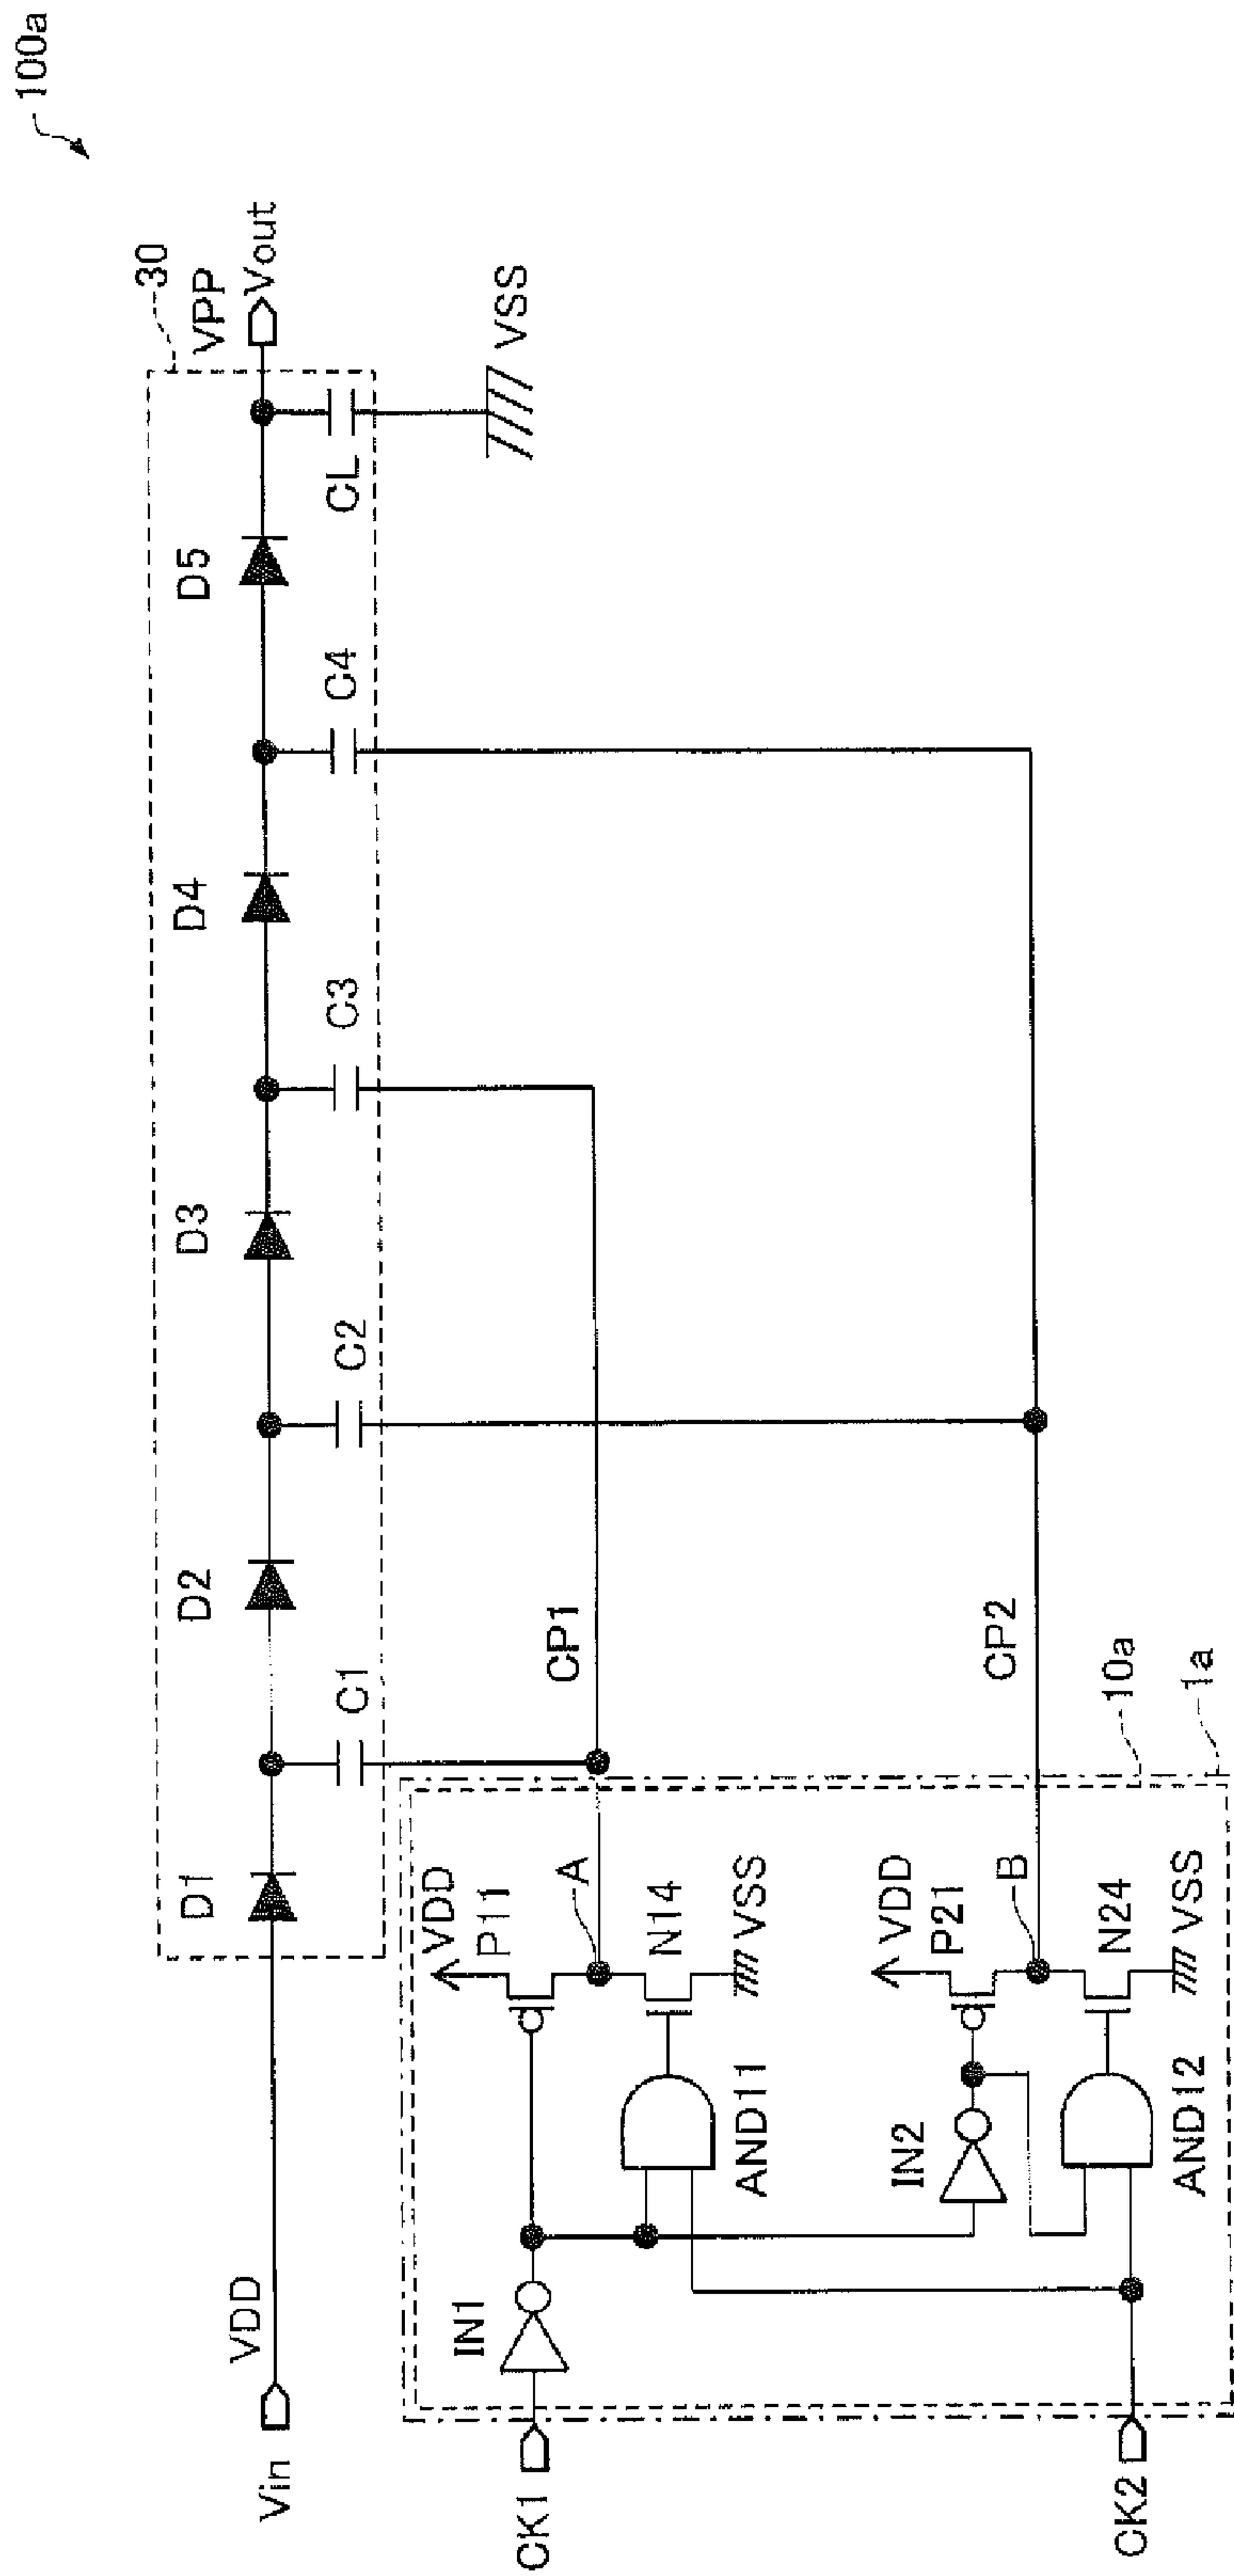 100a
30
VPP
Vout
VSS
CL
D5
C4
D4
C3
D3
C2
D2
C1
D1
VDD
Vin
CP1
CP2
10a
1a
VDD
P11
A
N14
VSS
AND11
IN1
CK1
VDD
P21
B
N24
VSS
IN2
AND12
CK2